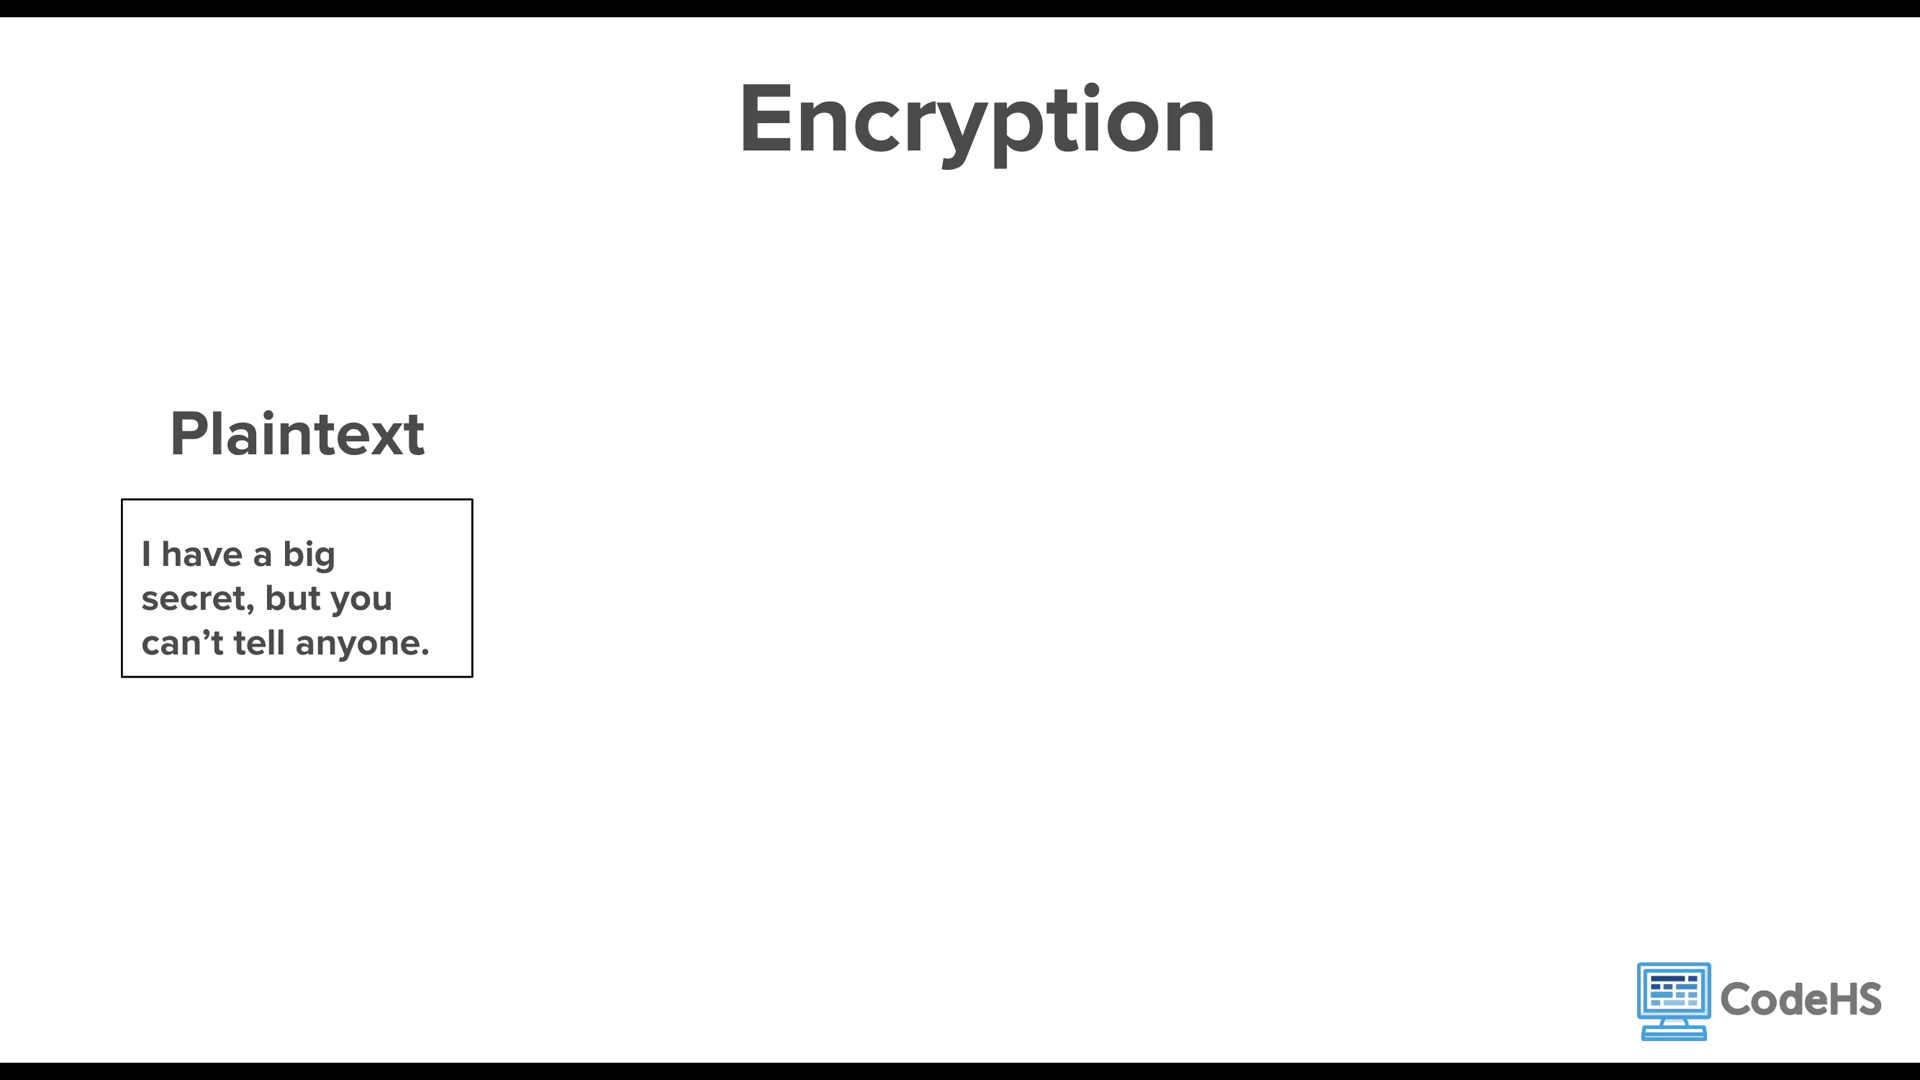 Encryption
Plaintext
I have a big
secret, but you
can’t tell anyone.
CodeHS